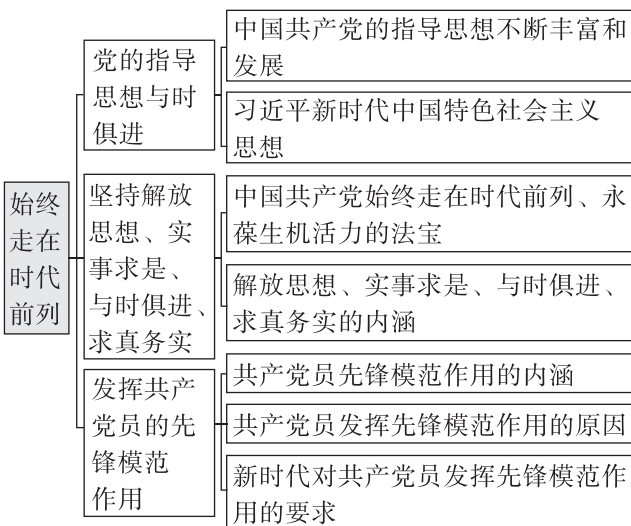 始终
走在
时代
前列
党的指导
思想与时
俱进
中国共产党的指导思想不断丰富和
发展
习近平新时代中国特色社会主义
思想
坚持解放
思想、实
事求是、
与时俱进、
求真务实
中国共产党始终走在时代前列、永
葆生机活力的法宝
解放思想、实事求是、与时俱进、
求真务实的内涵
发挥共产
党员的先
锋模范
作用
共产党员先锋模范作用的内涵
共产党员发挥先锋模范作用的原因
新时代对共产党员发挥先锋模范作
用的要求